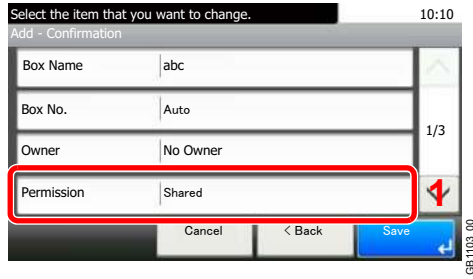 Select the item that you want to change. 10:10
Add - Confirmation
Box Name abc
Box No. Auto
1/3
Owner No Owner
Permission Shared
1
Cancel < Back Save
GB1103_00